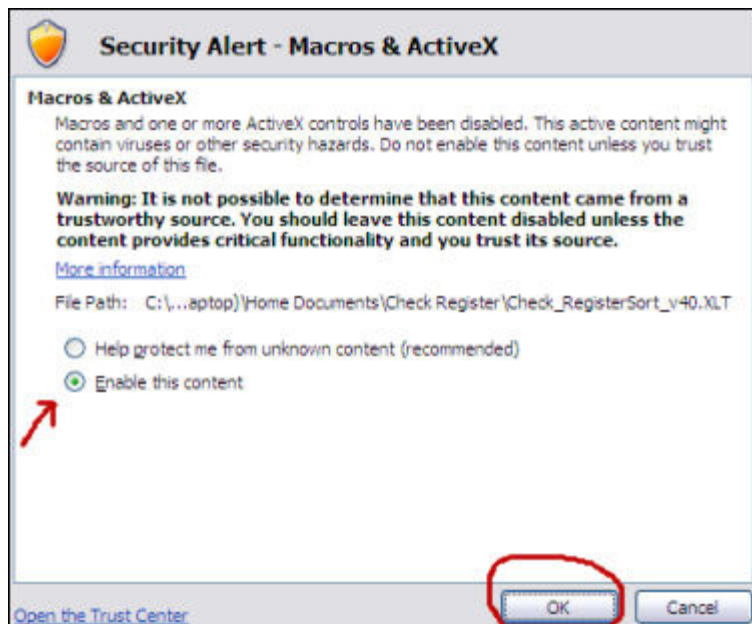 Security Alert - Macros & ActiveX
Macros & ActiveX
Macros and one or more ActiveX controls have been disabled. This active content might
contain viruses or other security hazards. Do not enable this content unless you trust
the source of this file.
Warning: It is not possible to determine that this content came from a
trustworthy source. You should leave this content disabled unless the
content provides critical functionality and you trust its source.
More information
File Path: C:\...aptop)\Home Documents\Check Register\Check_RegisterSort_v40.XLT
Help protect me from unknown content (recommended)
Enable this content
Open the Trust Center
OK
Cancel